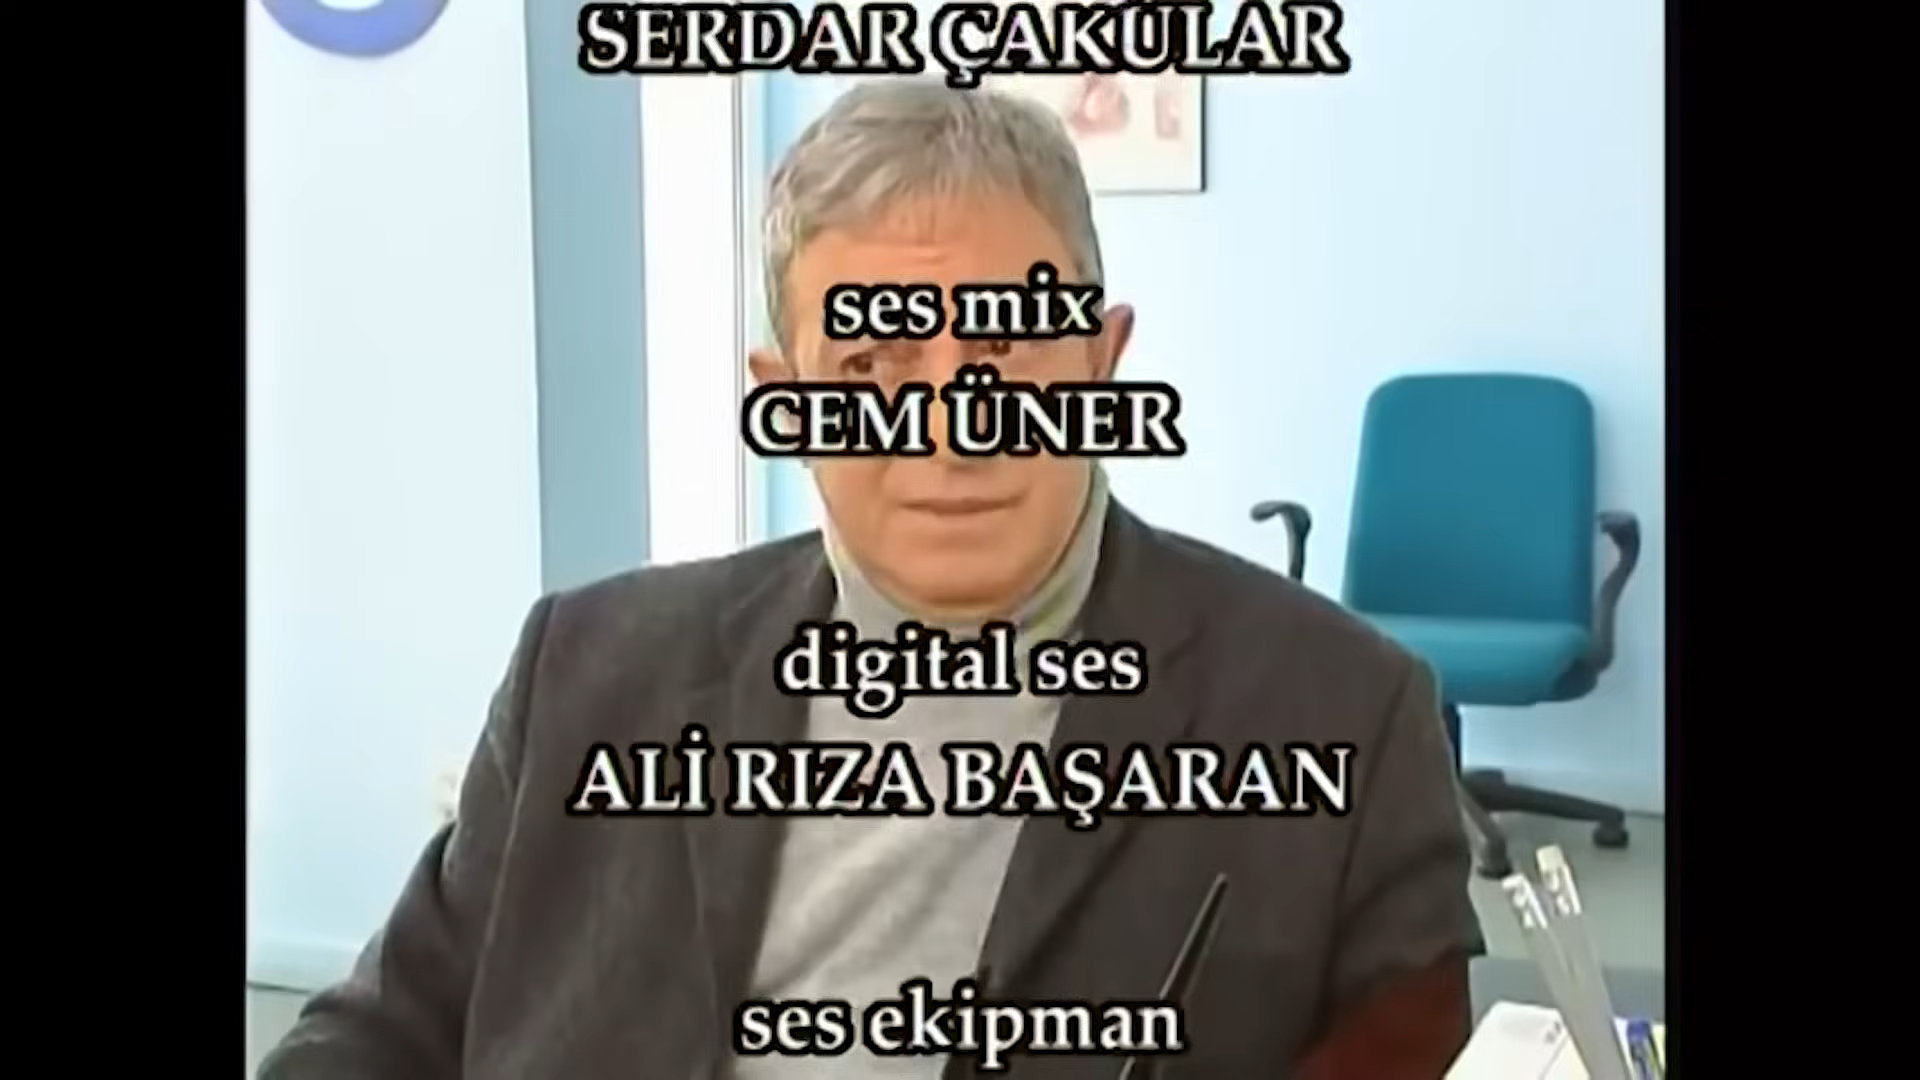 SERDAR ÇAKULAR
ses mix
CEM ÜNER
digital ses
ALİ RIZA BAŞARAN
ses ekipman